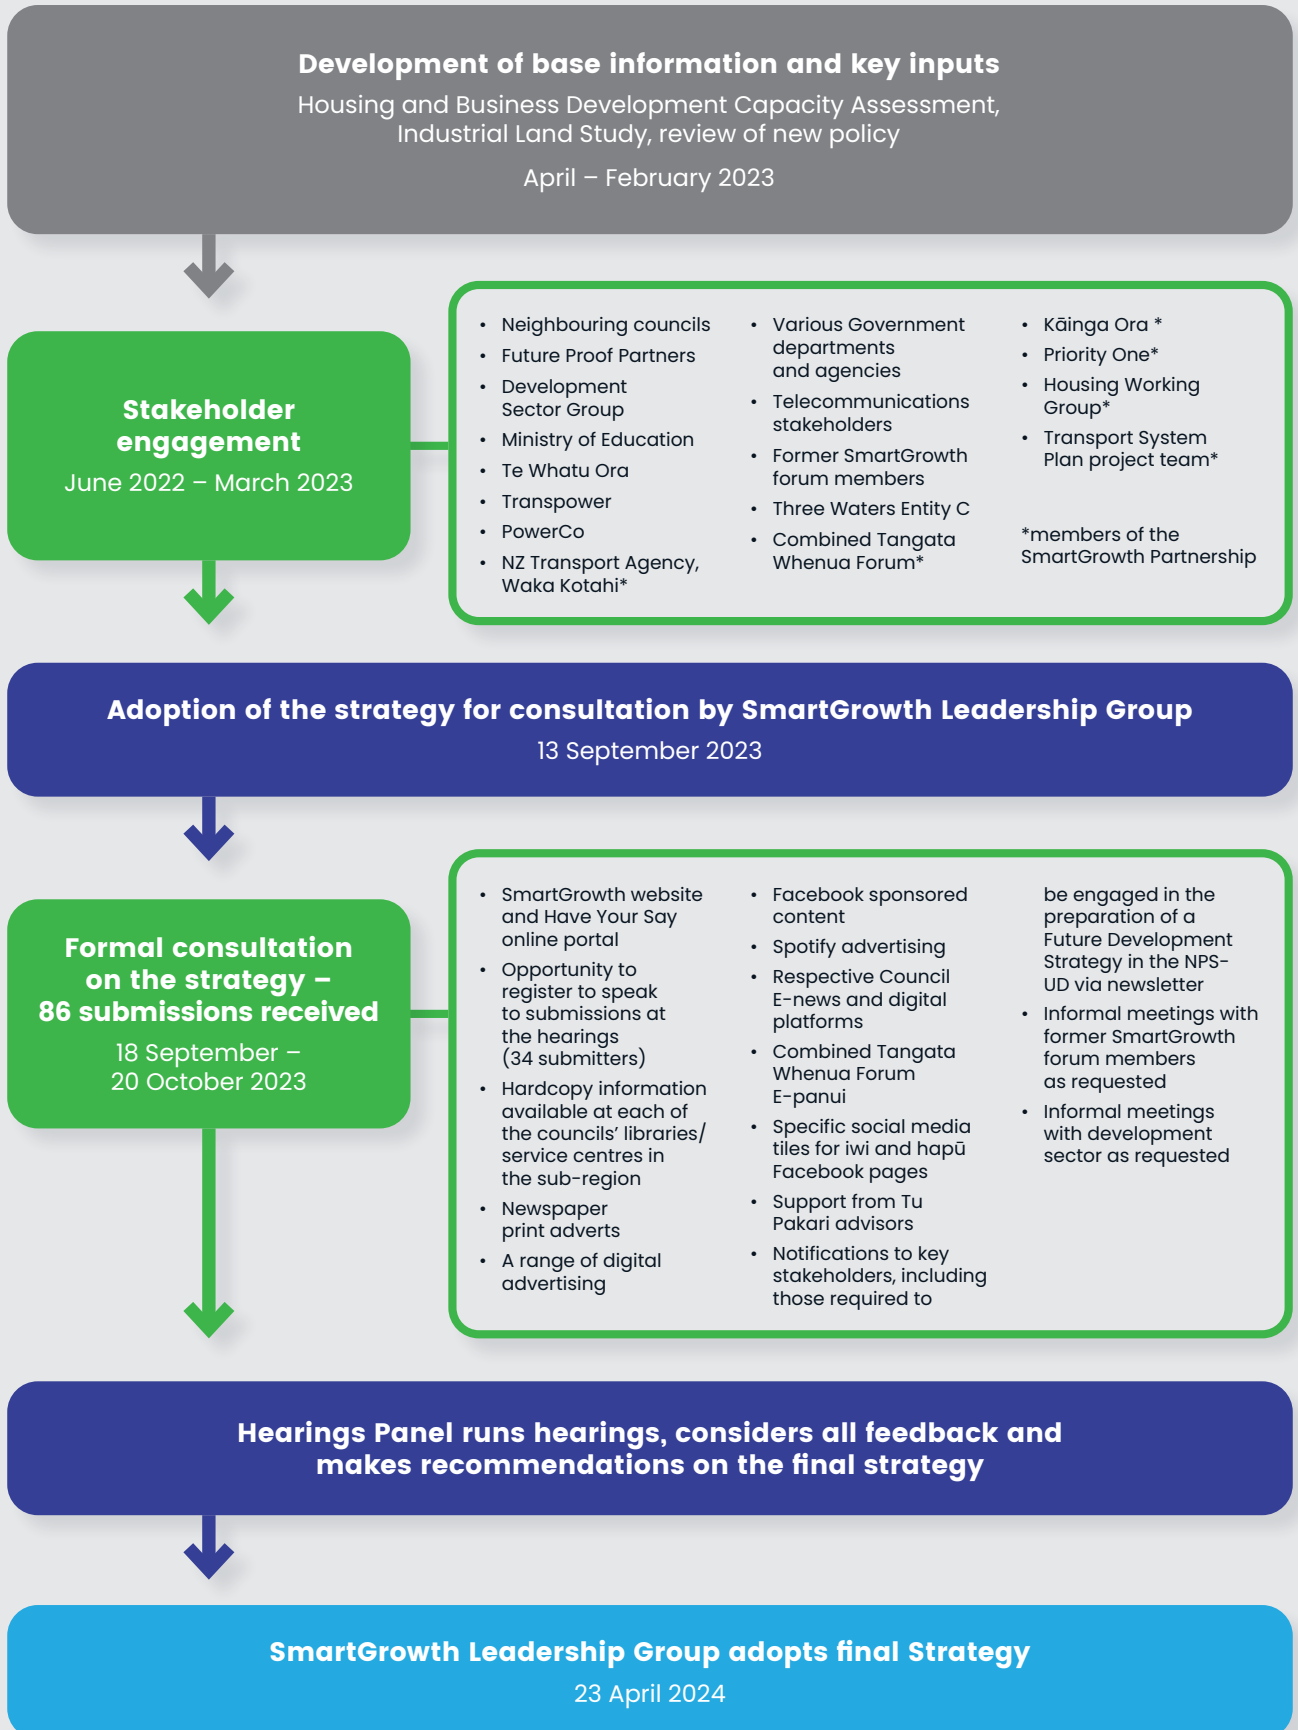 Development of base information and key inputs
Housing and Business Development Capacity Assessment,
Industrial Land Study, review of new policy
April – February 2023
Stakeholder
engagement
June 2022 – March 2023
• Neighbouring councils
• Future Proof Partners
• Development
Sector Group
• Ministry of Education
• Te Whatu Ora
• Transpower
• PowerCo
• NZ Transport Agency,
Waka Kotahi*
• Various Government
departments
and agencies
• Telecommunications
stakeholders
• Former SmartGrowth
forum members
• Three Waters Entity C
• Combined Tangata
Whenua Forum*
• Kāinga Ora *
• Priority One*
• Housing Working
Group*
• Transport System
Plan project team*
*members of the
SmartGrowth Partnership
Adoption of the strategy for consultation by SmartGrowth Leadership Group
13 September 2023
Formal consultation
on the strategy –
86 submissions received
18 September –
20 October 2023
• SmartGrowth website
and Have Your Say
online portal
• Opportunity to
register to speak
to submissions at
the hearings
(34 submitters)
• Hardcopy information
available at each of
the councils’ libraries/
service centres in
the sub-region
• Newspaper
print adverts
• A range of digital
advertising
• Facebook sponsored
content
• Spotify advertising
• Respective Council
E-news and digital
platforms
• Combined Tangata
Whenua Forum
E-panui
• Specific social media
tiles for iwi and hapū
Facebook pages
• Support from Tu
Pakari advisors
• Notifications to key
stakeholders, including
those required to
be engaged in the
preparation of a
Future Development
Strategy in the NPS-
UD via newsletter
• Informal meetings with
former SmartGrowth
forum members
as requested
• Informal meetings
with development
sector as requested
Hearings Panel runs hearings, considers all feedback and
makes recommendations on the final strategy
SmartGrowth Leadership Group adopts final Strategy
23 April 2024